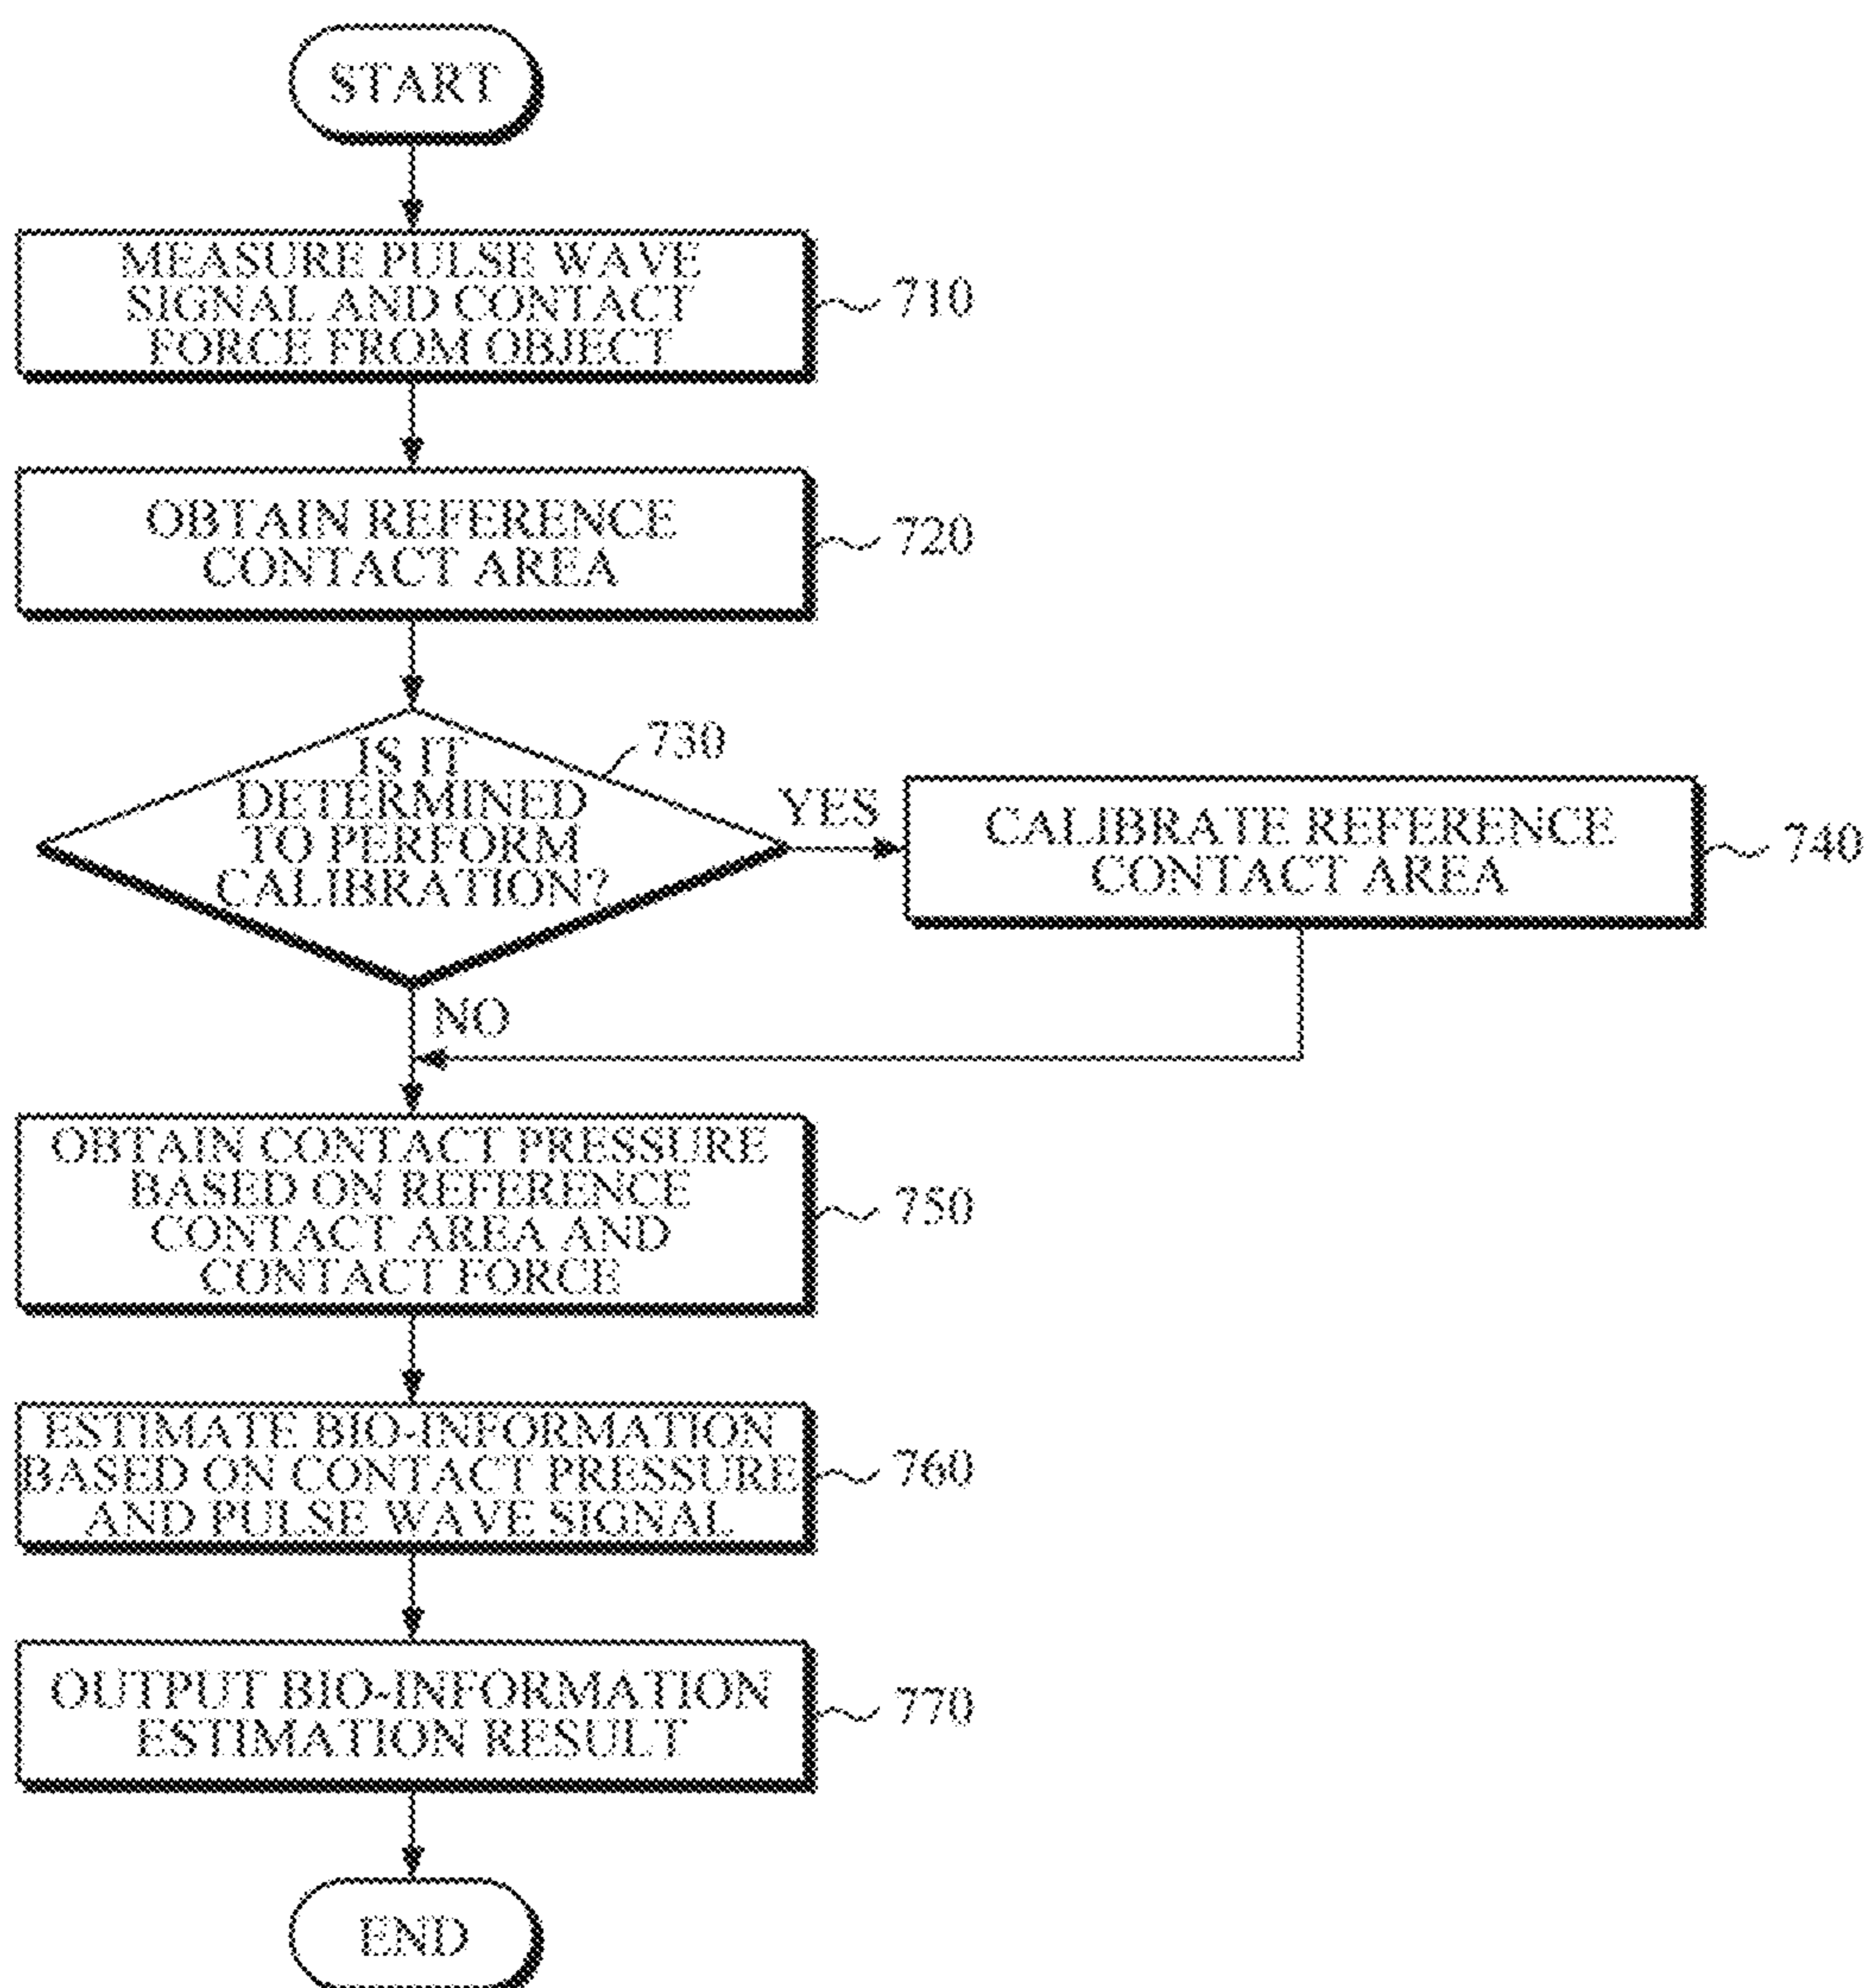 START
MEASURE PULSE WAVE
SIGNAL AND CONTACT
FORCE FROM OBJECT
710
OBTAIN REFERENCE
CONTACT AREA
720
730
IS IT
DETERMINED
TO PERFORM
CALIBRATION?
YES
CALIBRATE REFERENCE
CONTACT AREA
740
NO
OBTAIN CONTACT PRESSURE
BASED ON REFERENCE
CONTACT AREA AND
CONTACT FORCE
750
ESTIMATE BIO-INFORMATION
BASED ON CONTACT PRESSURE
AND PULSE WAVE SIGNAL
760
OUTPUT BIO-INFORMATION
ESTIMATION RESULT
770
END